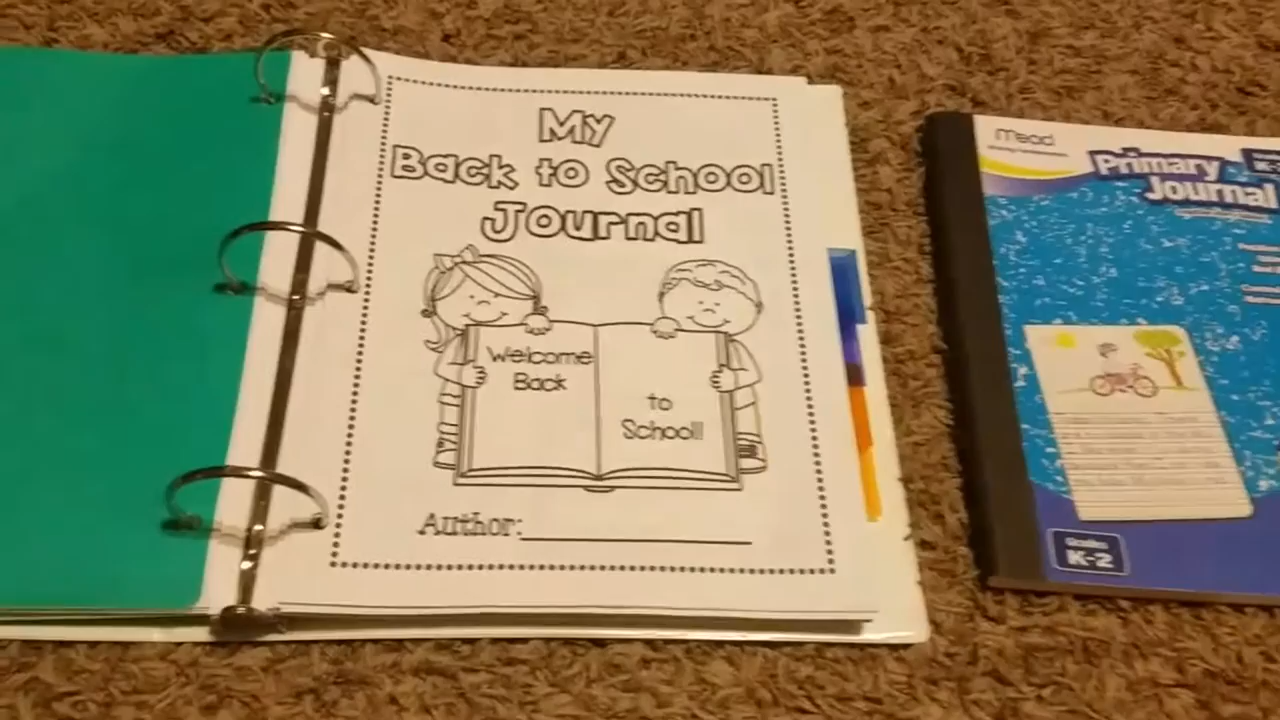 My
Back to School
Journal
Welcome
Back
to
School!
Author:
Mead
Primary
Journal
K-
Grades
K-2